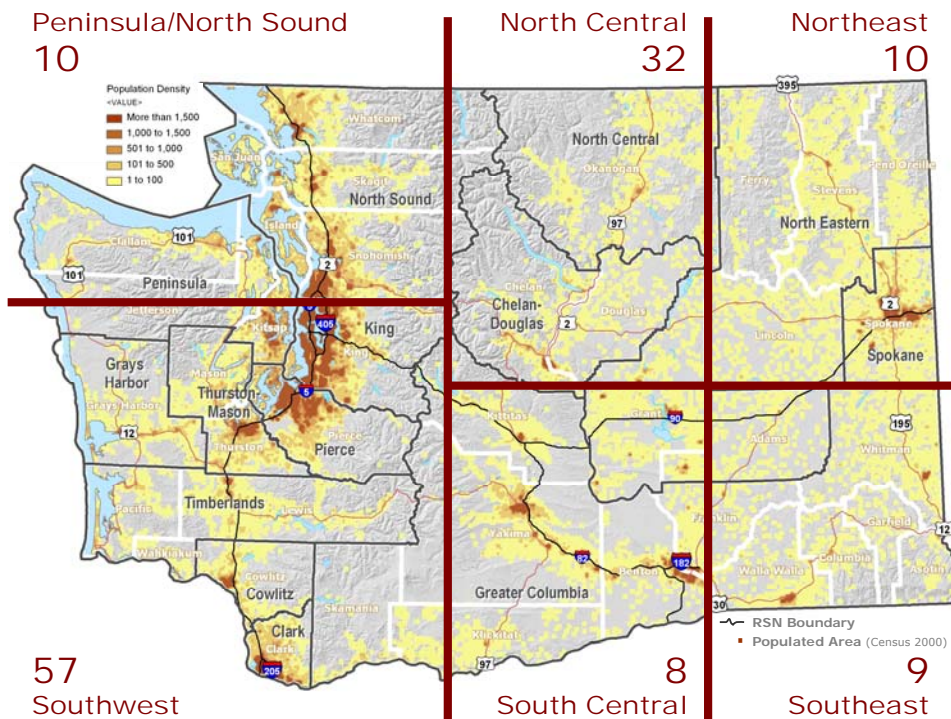 Peninsula/North Sound
10
North Central
32
Northeast
10
Population Density
<VALUE>
More than 1,500
1,000 to 1,500
501 to 1,000
101 to 500
1 to 100
395
Whatcom
San Juan
North Central
Okanogan
Skagit
North Sound
Ferry
Stevens
Pend Oreille
Island
97
North Eastern
Clallam
101
Snohomish
2
101
Peninsula
Chelan
Chelan-
Douglas
Douglas
2
2
Spokane
Lincoln
Spokane
Jefferson
Kitsap
405
King
King
Grays
Harbor
Mason
Thurston-
Mason
5
Grays Harbor
12
Thurston
Pierce
Pierce
Kittitas
Grant
90
Adams
195
Whitman
Timberlands
Lewis
Pacific
Wahkiakum
Yakima
Franklin
Garfield
12
Cowlitz
Cowlitz
Skamania
82
Benton
182
Walla Walla
Columbia
Asotin
Greater Columbia
30
Clark
Clark
Klickitat
97
205
RSN Boundary
Populated Area (Census 2000)
57
Southwest
8
South Central
9
Southeast